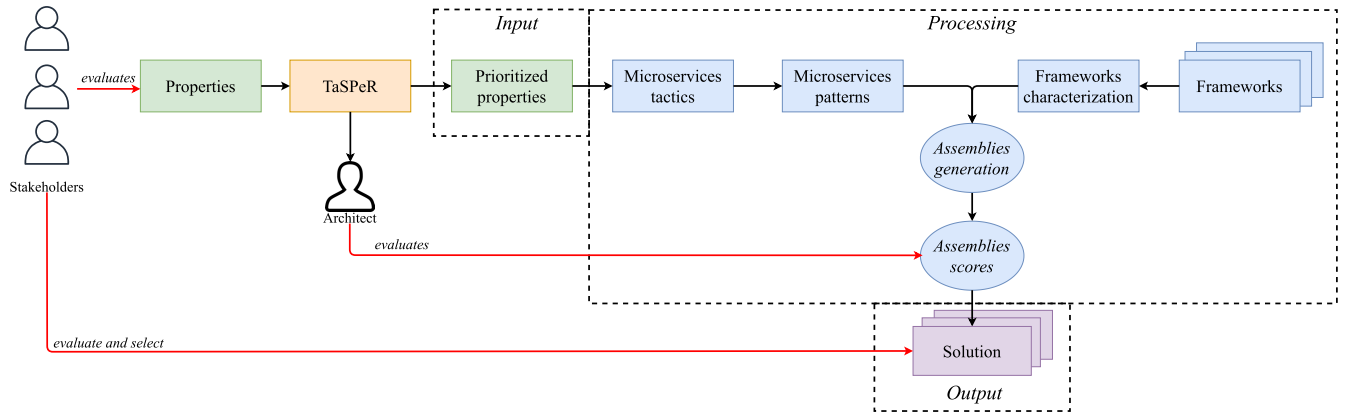 Input
Processing
evaluates
Properties
TaSPeR
Prioritized
properties
Microservices
tactics
Microservices
patterns
Frameworks
characterization
Frameworks
Assemblies
generation
Stakeholders
Architect
evaluates
Assemblies
scores
evaluate and select
Solution
Output